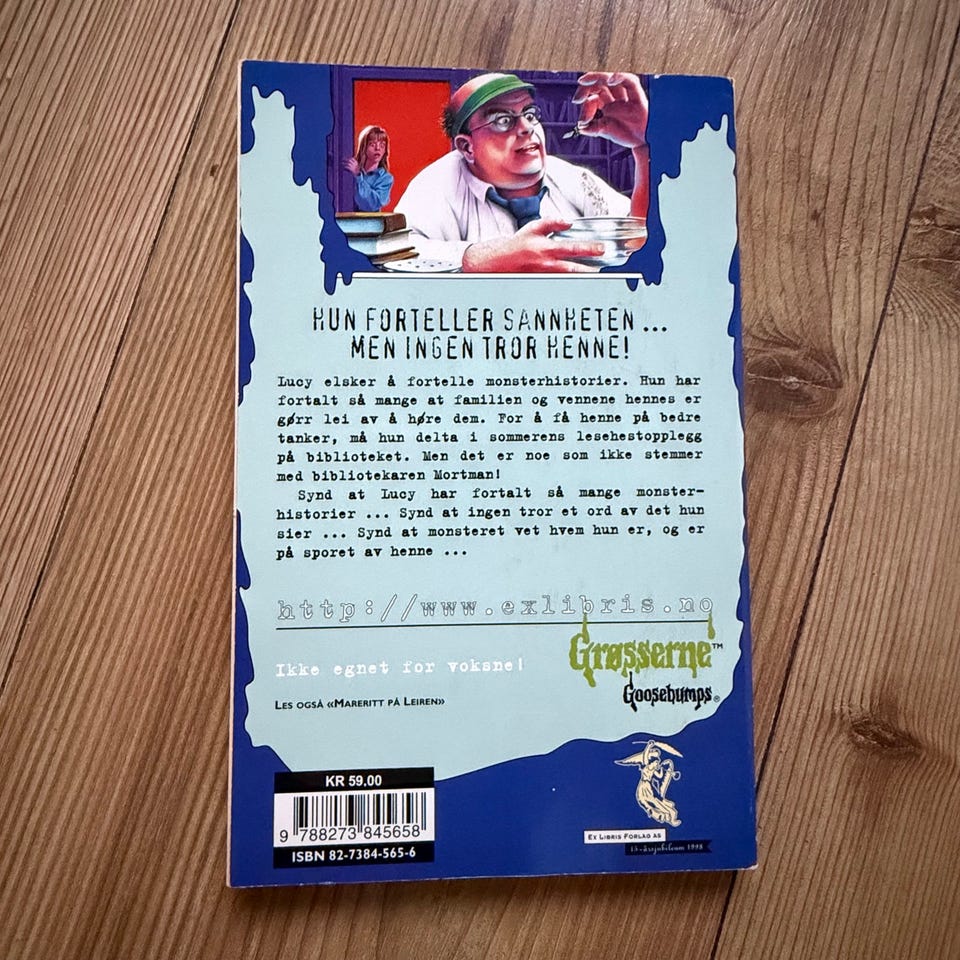 HUN FORTELLER SANNHETEN ...
MEN INGEN TROR HENNE!
Lucy elsker å fortelle monsterhistorier. Hun har
fortalt så mange at familien og vennene hennes er
gørr lei av å høre dem. For å få henne på bedre
tanker, må hun delta i sommerens lesehestopplegg
på biblioteket. Men det er noe som ikke stemmer
med bibliotekaren Mortman!
Synd at Lucy har fortalt så mange monster-
historier ... Synd at ingen tror et ord av det hun
sier ... Synd at monsteret vet hvem hun er, og er
på sporet av henne ...
http://www.exlibris.no
Grøsserne™
Ikke egnet for voksne!
Goosebumps®
LES OGSÅ «MARERITT PÅ LEIREN»
KR 59.00
9 788273 845658
ISBN 82-7384-565-6
EX LIBRIS FORLAG AS
15-årsjubileum 1998